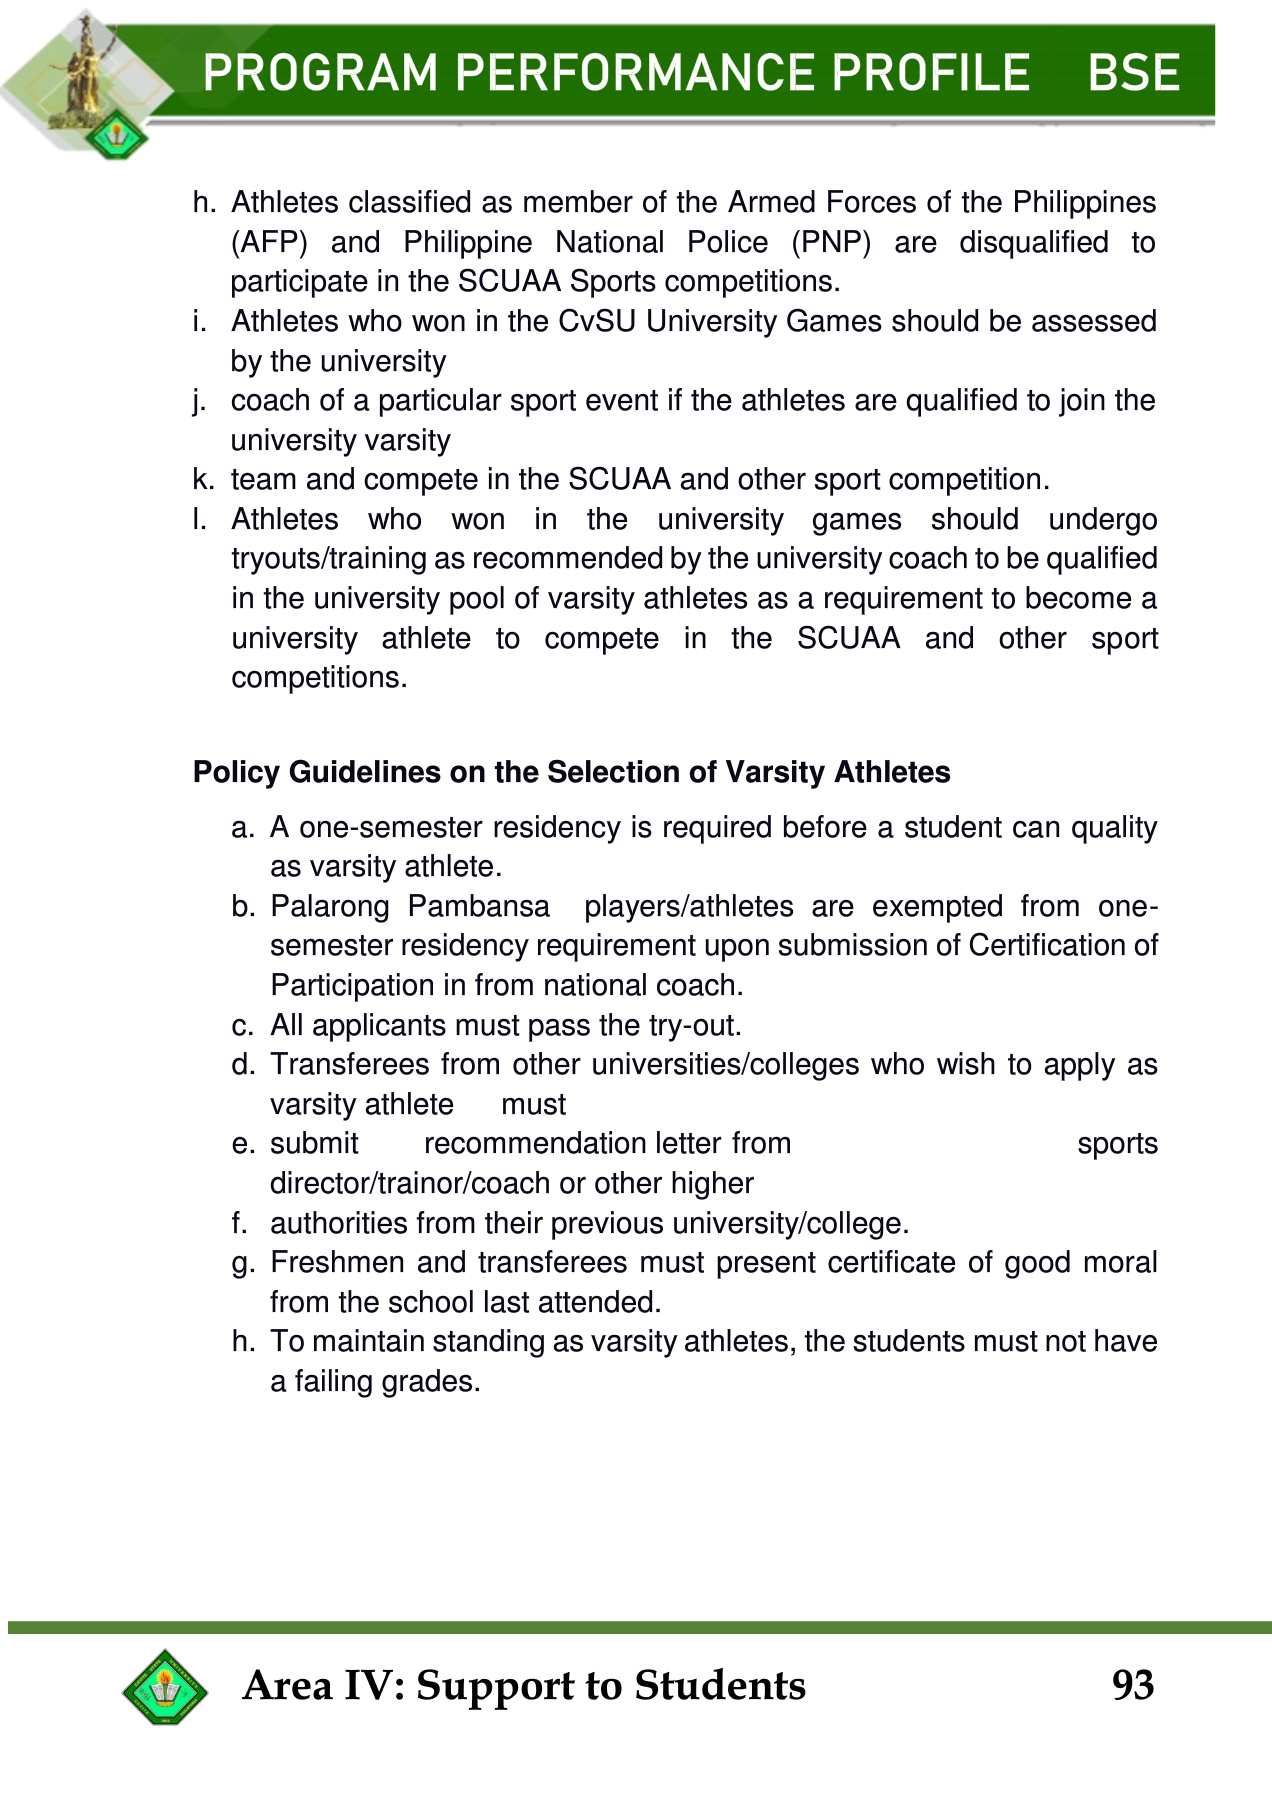 PROGRAM PERFORMANCE PROFILE BSE
h. Athletes classified as member of the Armed Forces of the Philippines
(AFP) and Philippine National Police (PNP) are disqualified to
participate in the SCUAA Sports competitions.
i. Athletes who won in the CvSU University Games should be assessed
by the university
j. coach of a particular sport event if the athletes are qualified to join the
university varsity
k. team and compete in the SCUAA and other sport competition.
l. Athletes who won in the university games should undergo
tryouts/training as recommended by the university coach to be qualified
in the university pool of varsity athletes as a requirement to become a
university athlete to compete in the SCUAA and other sport
competitions.
Policy Guidelines on the Selection of Varsity Athletes
a. A one-semester residency is required before a student can quality
as varsity athlete.
b. Palarong Pambansa players/athletes are exempted from one-
semester residency requirement upon submission of Certification of
Participation in from national coach.
c. All applicants must pass the try-out.
d. Transferees from other universities/colleges who wish to apply as
varsity athlete must
e. submit recommendation letter from sports
director/trainor/coach or other higher
f. authorities from their previous university/college.
g. Freshmen and transferees must present certificate of good moral
from the school last attended.
h. To maintain standing as varsity athletes, the students must not have
a failing grades.
Area IV: Support to Students 93